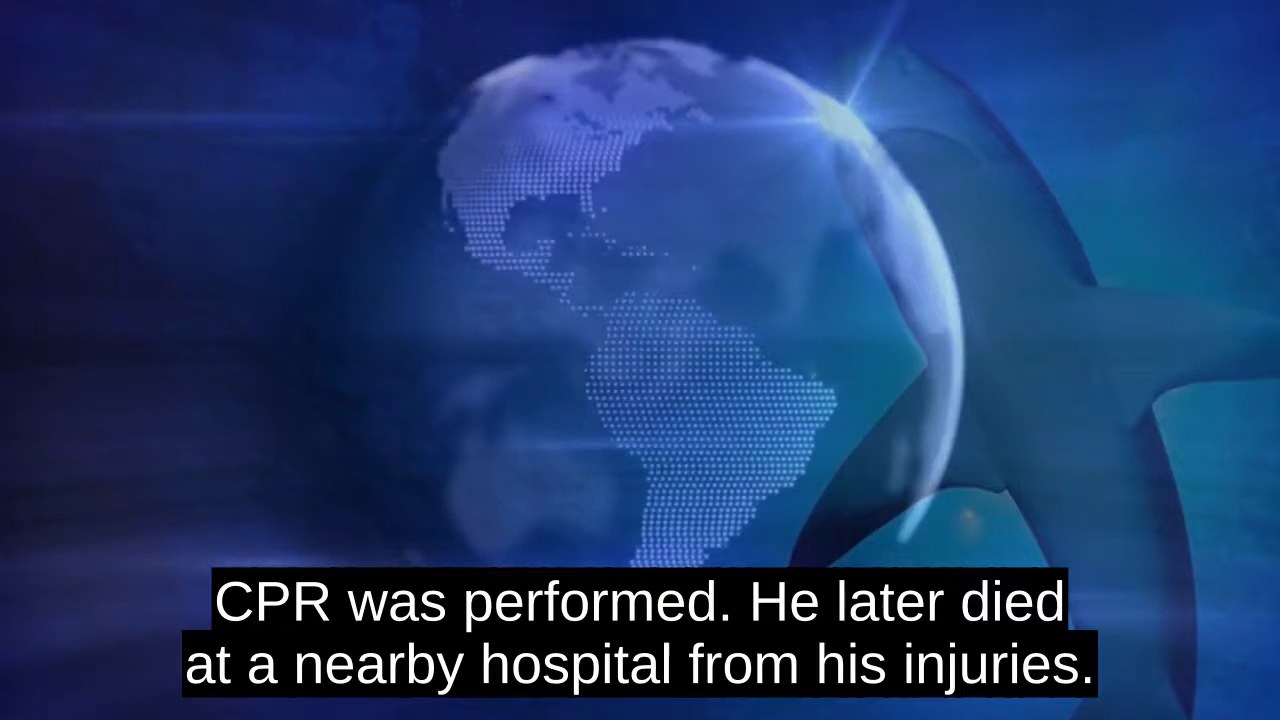 CPR was performed. He later died
at a nearby hospital from his injuries.